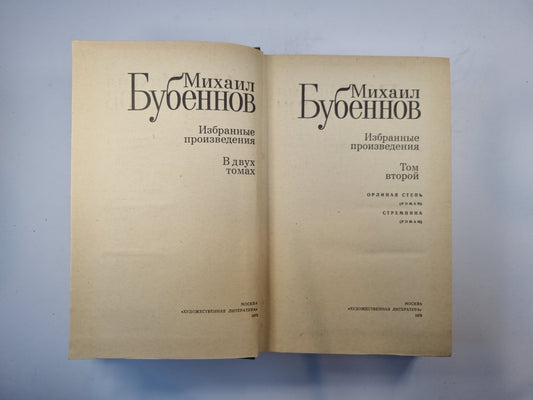 Михаил
Бубеннов
Избранные
произведения
В двух
томах
МОСКВА
«ХУДОЖЕСТВЕННАЯ ЛИТЕРАТУРА»
Михаил
Бубеннов
Избранные
произведения
Том
второй
ОРЛИНАЯ СТЕПЬ
(РОМАН)
СТРЕМНИНА
(РОМАН)
МОСКВА
«ХУДОЖЕСТВЕННАЯ ЛИТЕРАТУРА»